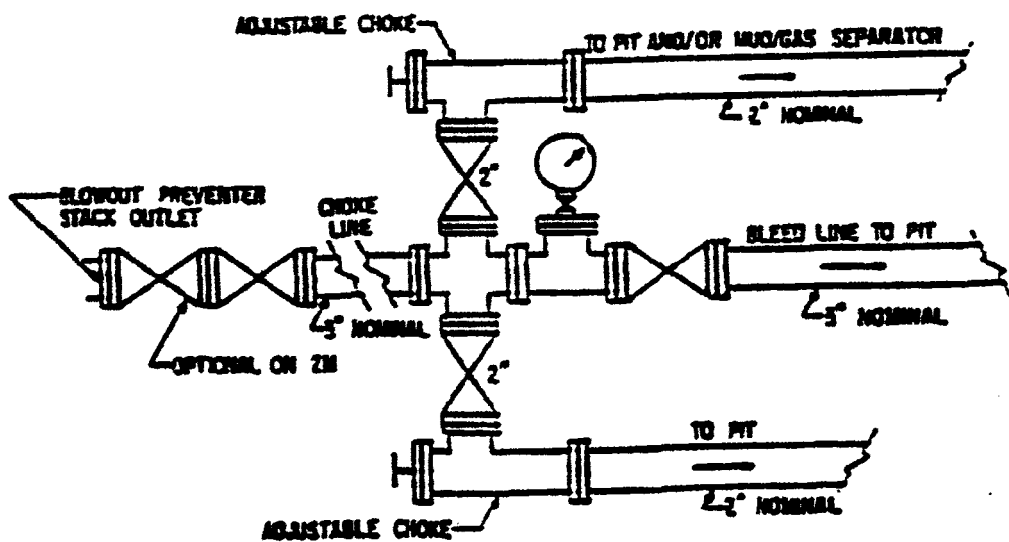 ADJUSTABLE CHOKE
TO PIT AND/OR MUD/GAS SEPARATOR
2" NOMINAL
2"
BLOWOUT PREVENTER
STACK OUTLET
CHOKE
LINE
BLEED LINE TO PIT
3" NOMINAL
3" NOMINAL
OPTIONAL ON 2M
2"
TO PIT
2" NOMINAL
ADJUSTABLE CHOKE